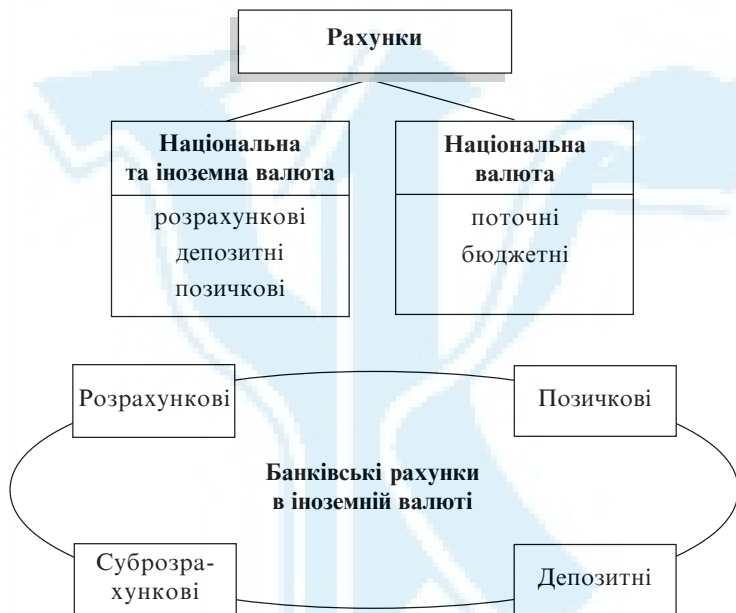 Рахунки
Національна
та іноземна валюта
розрахункові
депозитні
позичкові
Національна
валюта
поточні
бюджетні
Розрахункові
Позичкові
Банківські рахунки
в іноземній валюті
Суброзра-
хункові
Депозитні